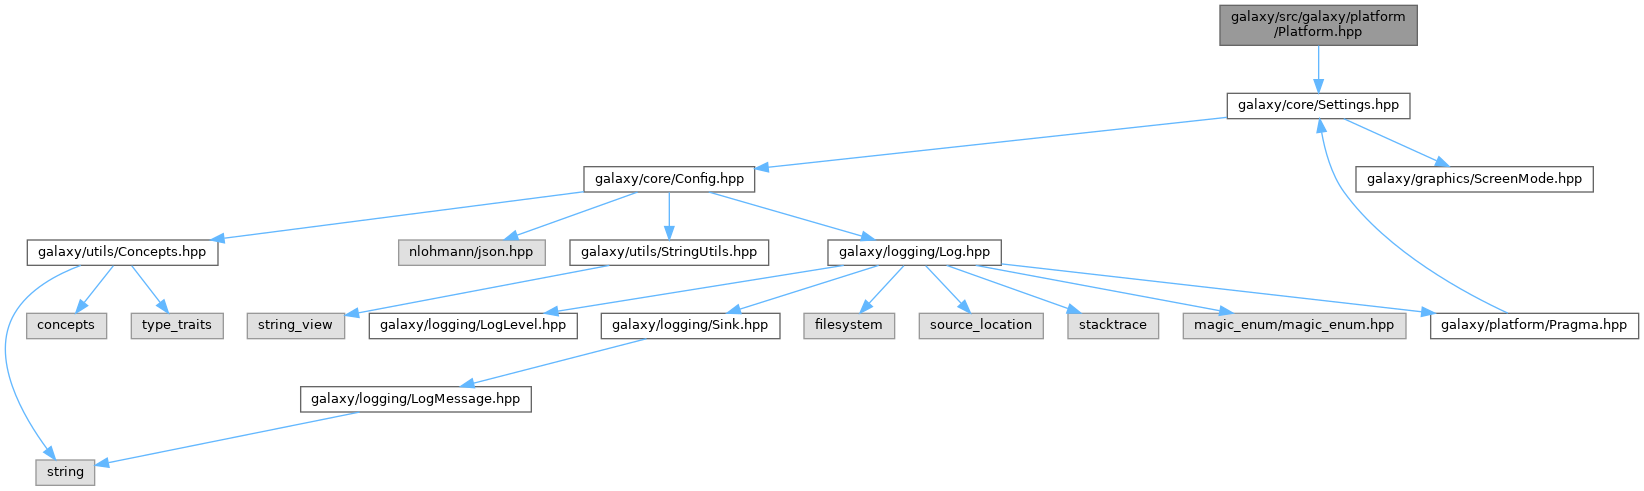 galaxy/src/galaxy/platform
/Platform.hpp
galaxy/core/Settings.hpp
galaxy/core/Config.hpp
galaxy/graphics/ScreenMode.hpp
galaxy/utils/Concepts.hpp
nlohmann/json.hpp
galaxy/utils/StringUtils.hpp
galaxy/logging/Log.hpp
concepts
type_traits
string_view
galaxy/logging/LogLevel.hpp
galaxy/logging/Sink.hpp
filesystem
source_location
stacktrace
magic_enum/magic_enum.hpp
galaxy/platform/Pragma.hpp
galaxy/logging/LogMessage.hpp
string